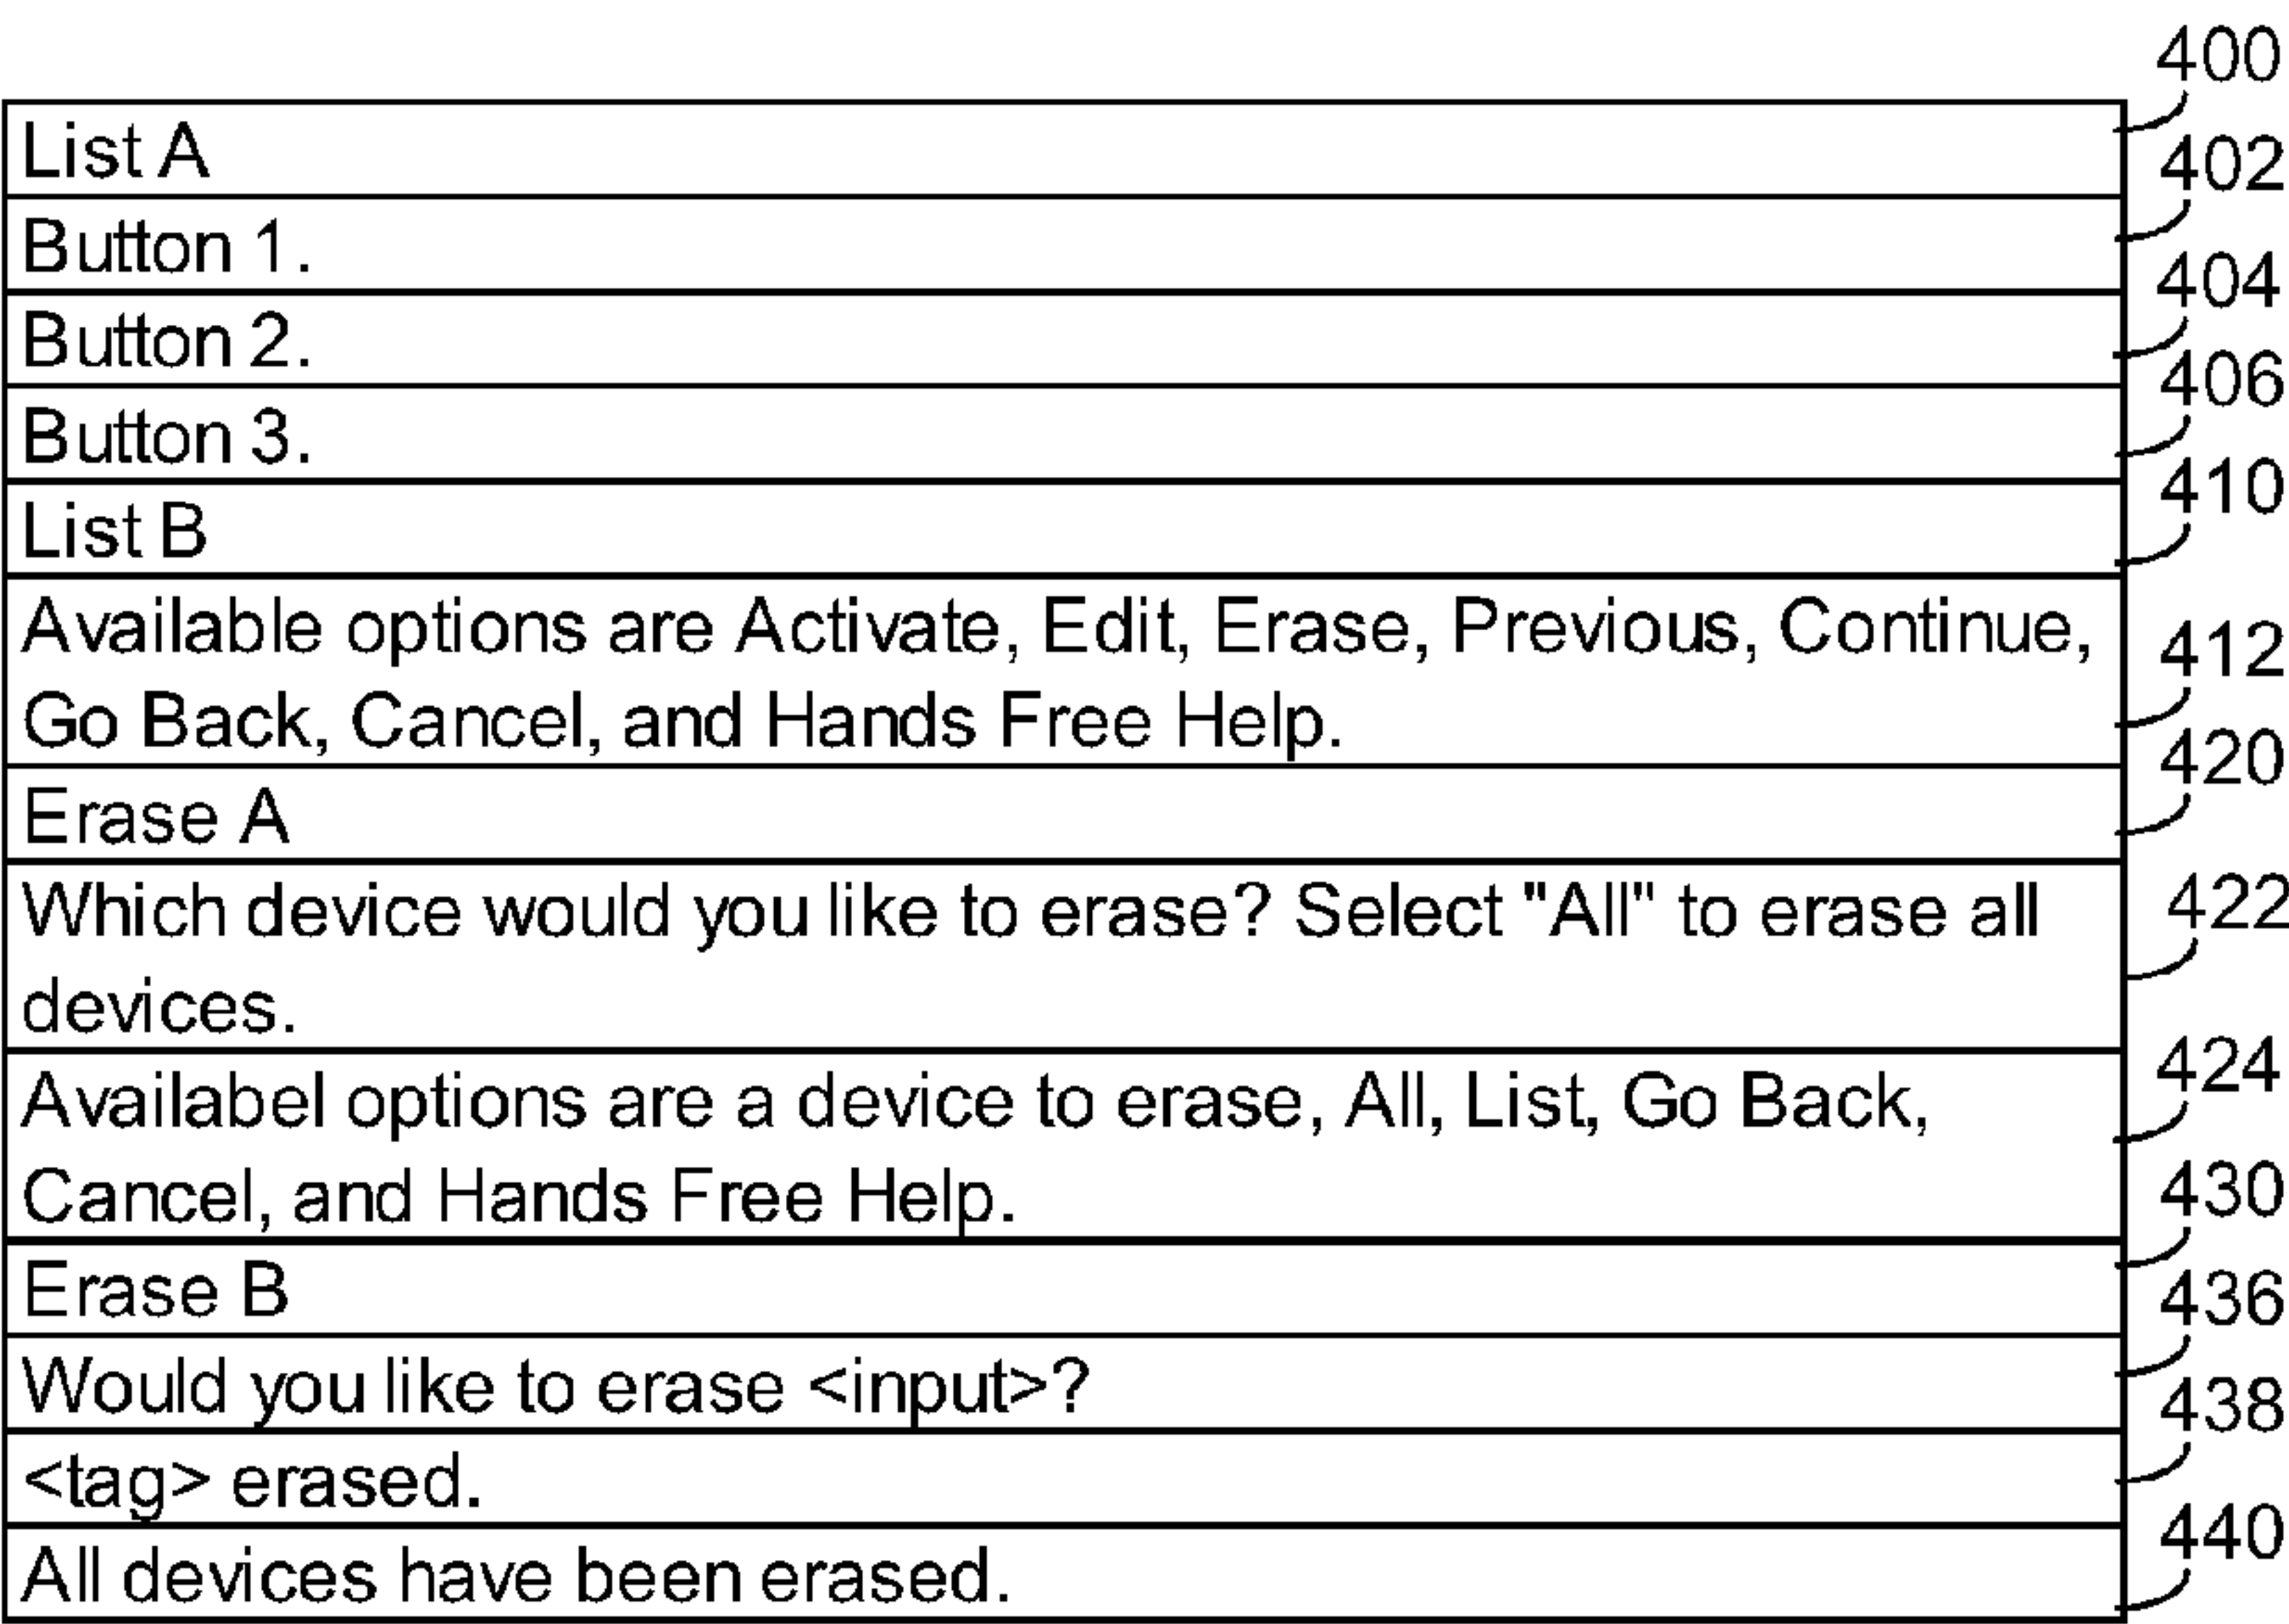 400
List A
402
Button 1.
404
Button 2.
406
Button 3.
410
List B
Available options are Activate, Edit, Erase, Previous, Continue,
412
Go Back, Cancel, and Hands Free Help.
420
Erase A
Which device would you like to erase? Select "All" to erase all
422
devices.
424
Availabel options are a device to erase, All, List, Go Back,
430
Cancel, and Hands Free Help.
Erase B
436
Would you like to erase <input>?
438
<tag> erased.
440
All devices have been erased.